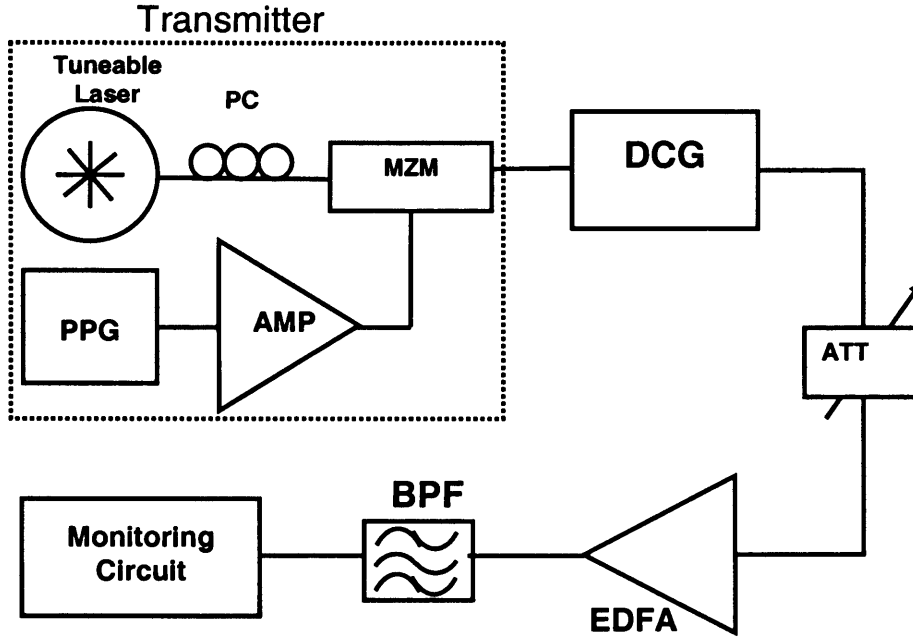 Transmitter
Tuneable
Laser
PC
MZM
DCG
PPG
AMP
ATT
BPF
Monitoring
Circuit
EDFA